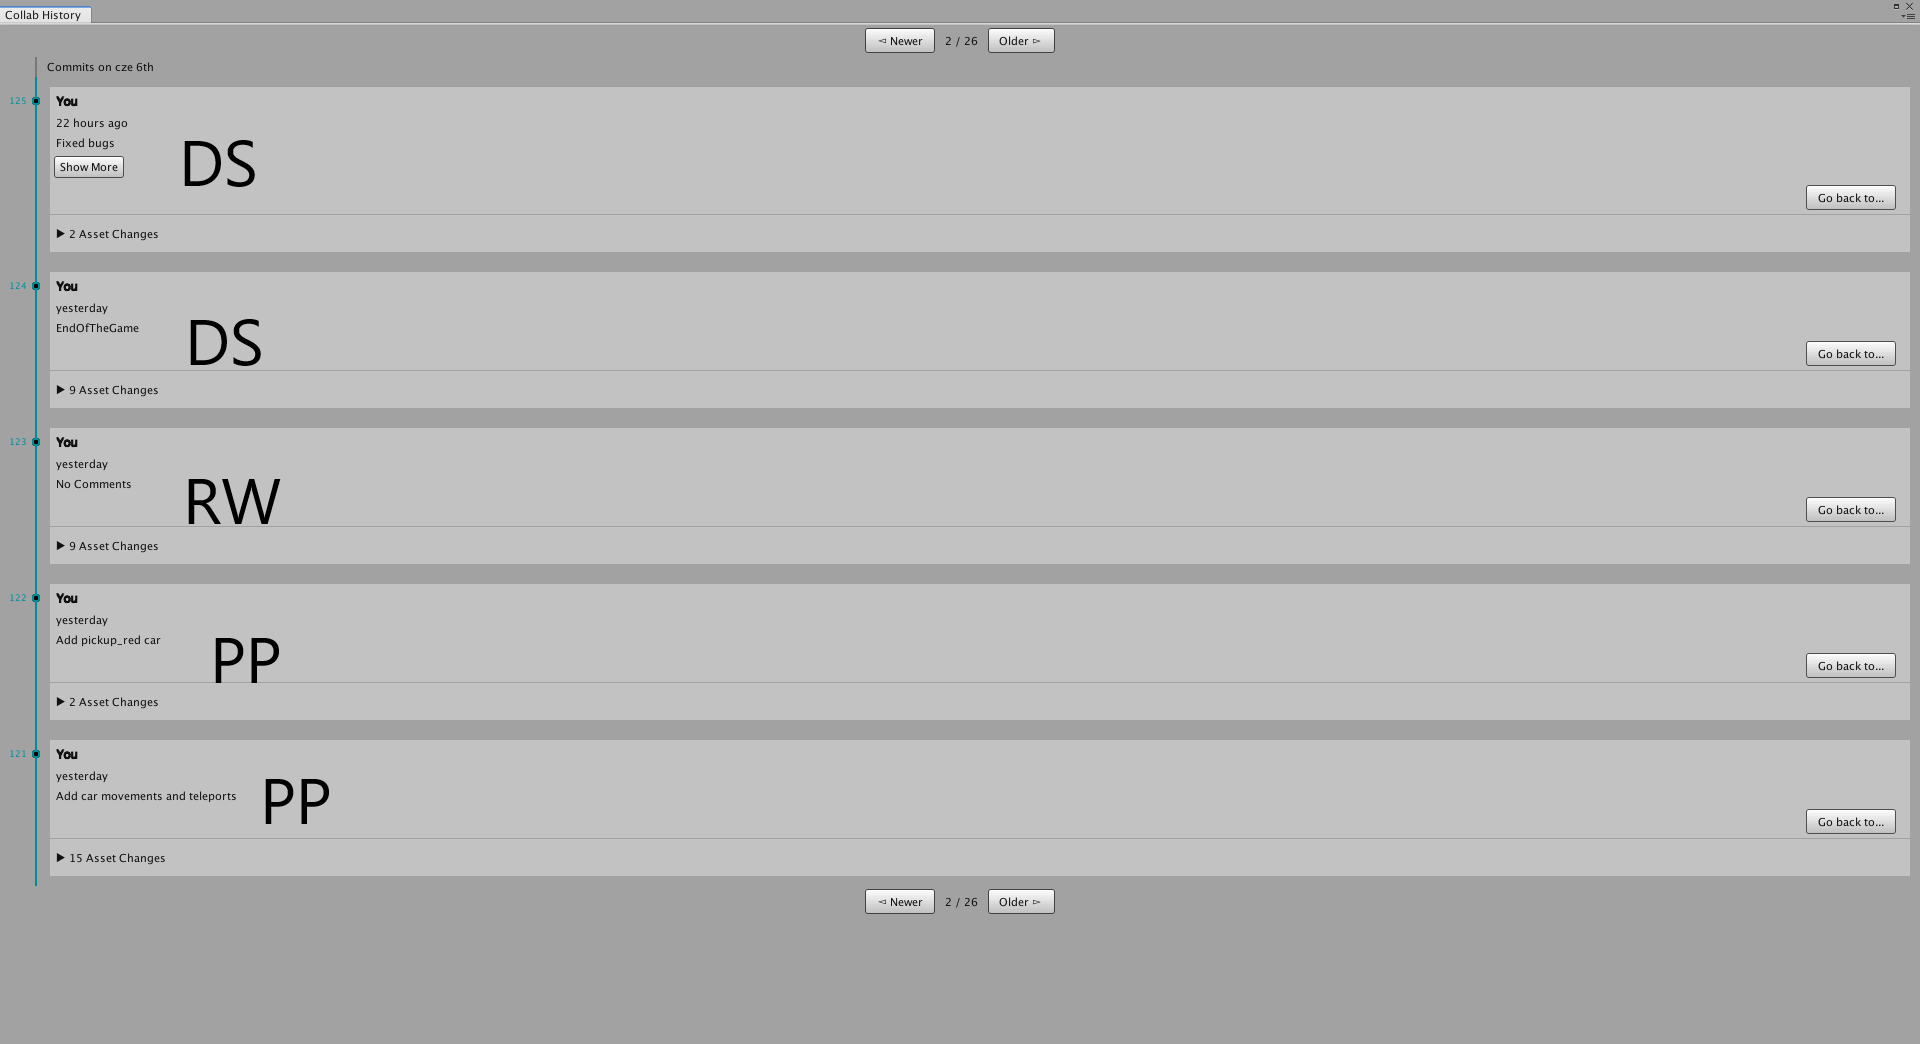 Collab History
◅ Newer 2 / 26 Older ▻
Commits on cze 6th
125 You
22 hours ago
Fixed bugs
Show More
DS
Go back to...
▶ 2 Asset Changes
124 You
yesterday
EndOfTheGame
DS
Go back to...
▶ 9 Asset Changes
123 You
yesterday
No Comments
RW
Go back to...
▶ 9 Asset Changes
122 You
yesterday
Add pickup_red car
PP
Go back to...
▶ 2 Asset Changes
121 You
yesterday
Add car movements and teleports
PP
Go back to...
▶ 15 Asset Changes
◅ Newer 2 / 26 Older ▻